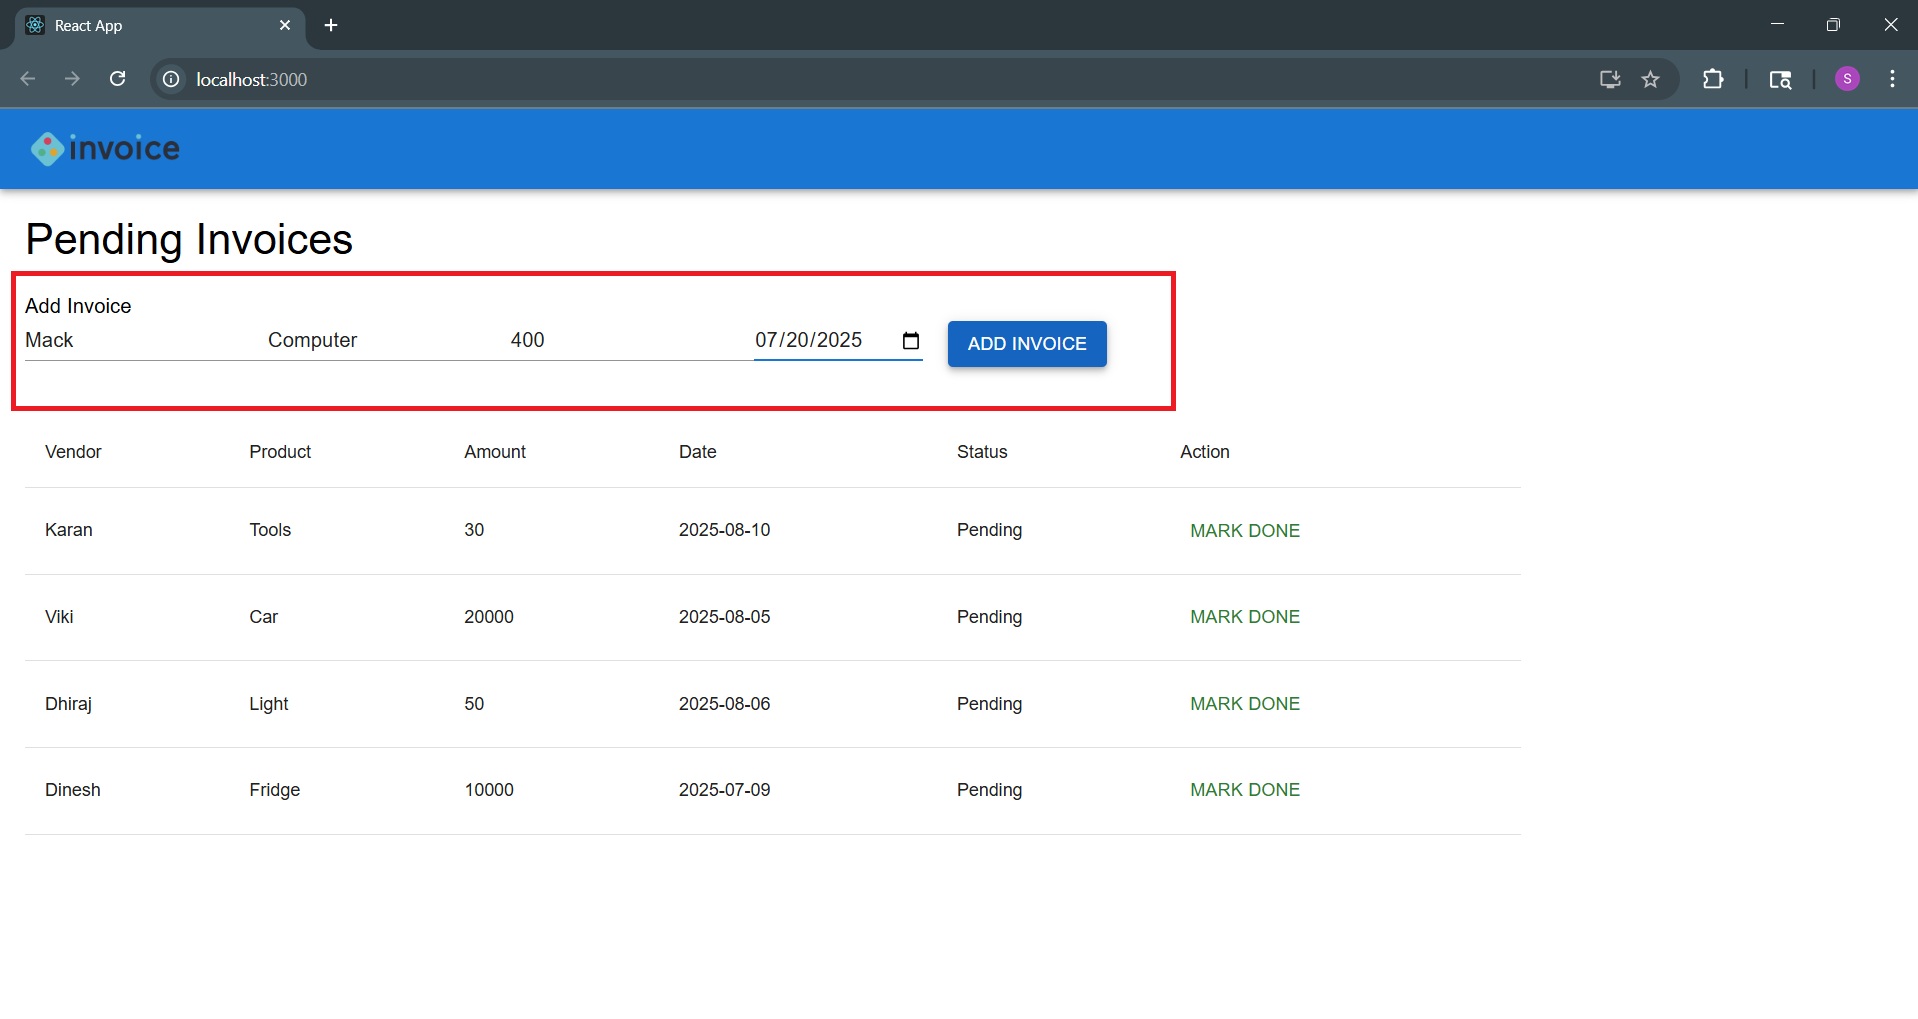 React App
localhost:3000
invoice
Pending Invoices
Add Invoice
Mack Computer 400 07/20/2025 ADD INVOICE
Vendor Product Amount Date Status Action
Karan Tools 30 2025-08-10 Pending MARK DONE
Viki Car 20000 2025-08-05 Pending MARK DONE
Dhiraj Light 50 2025-08-06 Pending MARK DONE
Dinesh Fridge 10000 2025-07-09 Pending MARK DONE
S